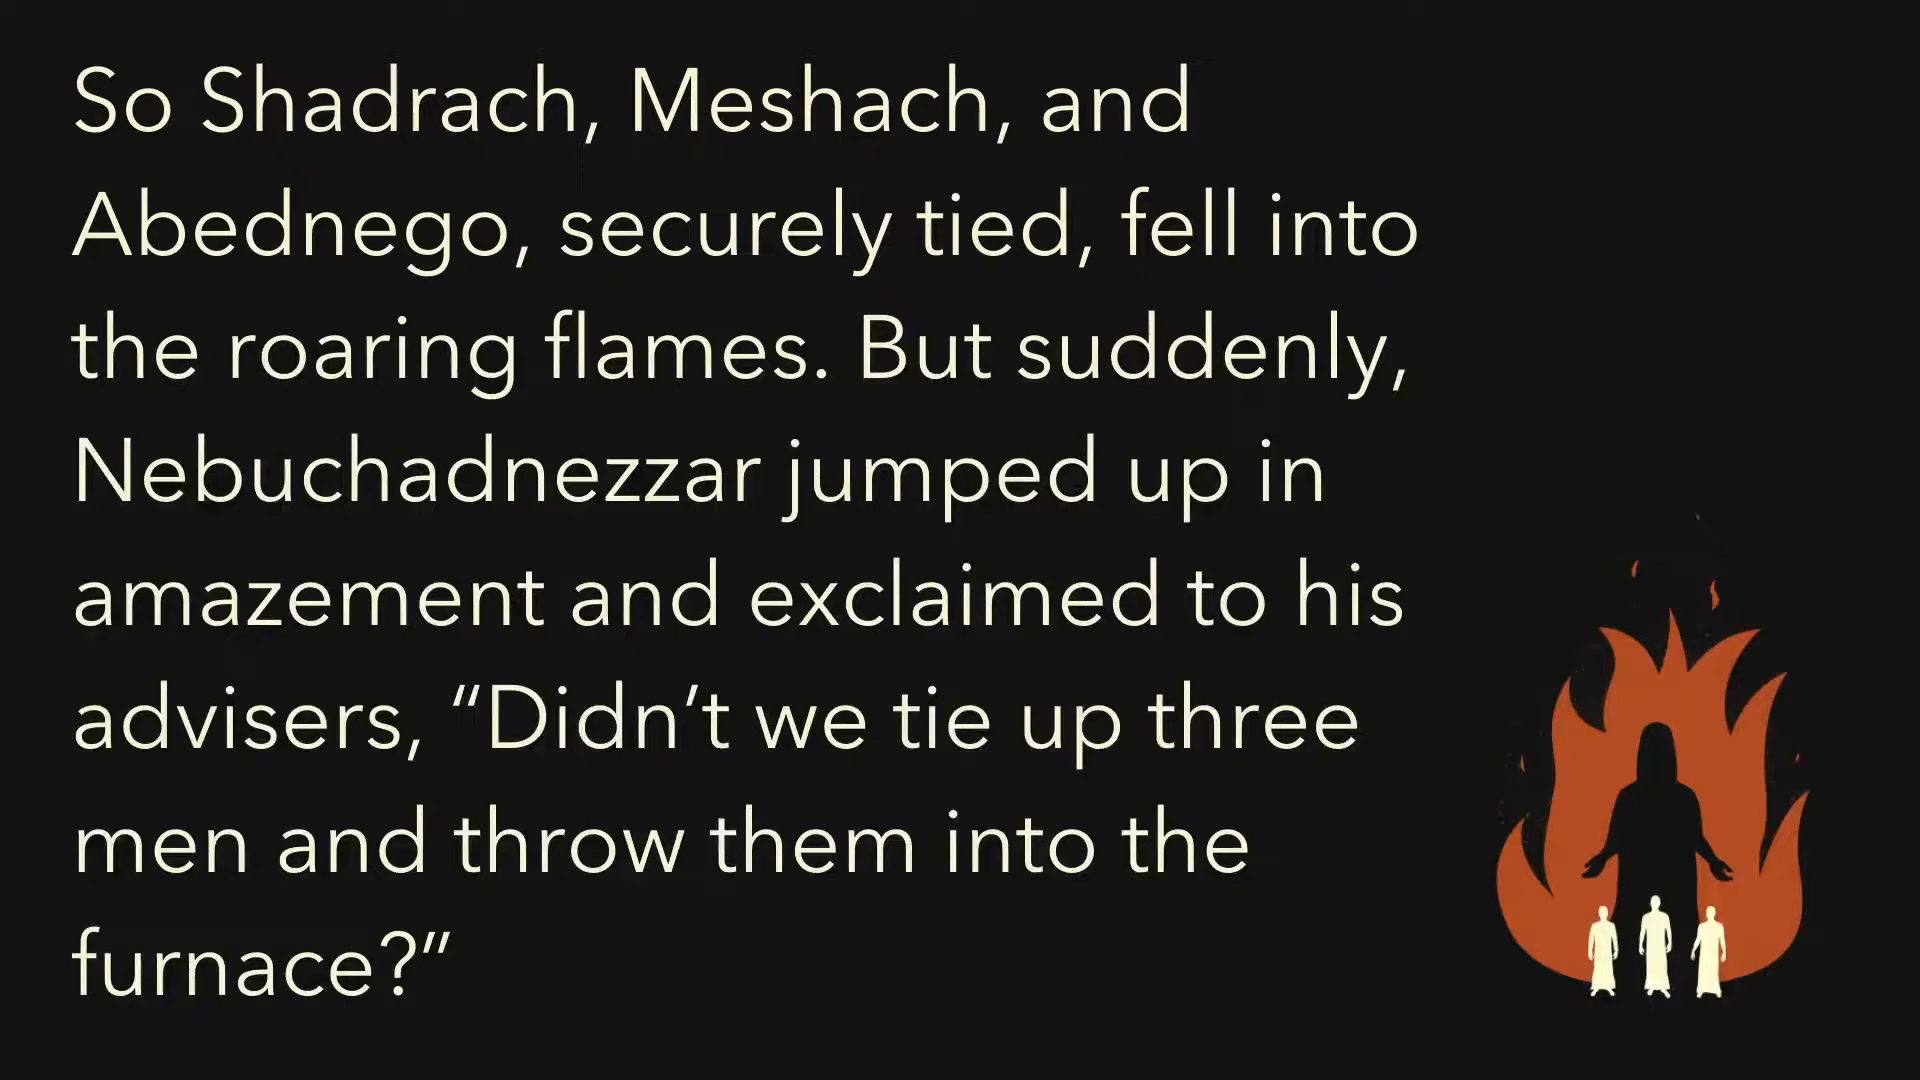 So Shadrach, Meshach, and
Abednego, securely tied, fell into
the roaring flames. But suddenly,
Nebuchadnezzar jumped up in
amazement and exclaimed to his
advisers, “Didn’t we tie up three
men and throw them into the
furnace?”